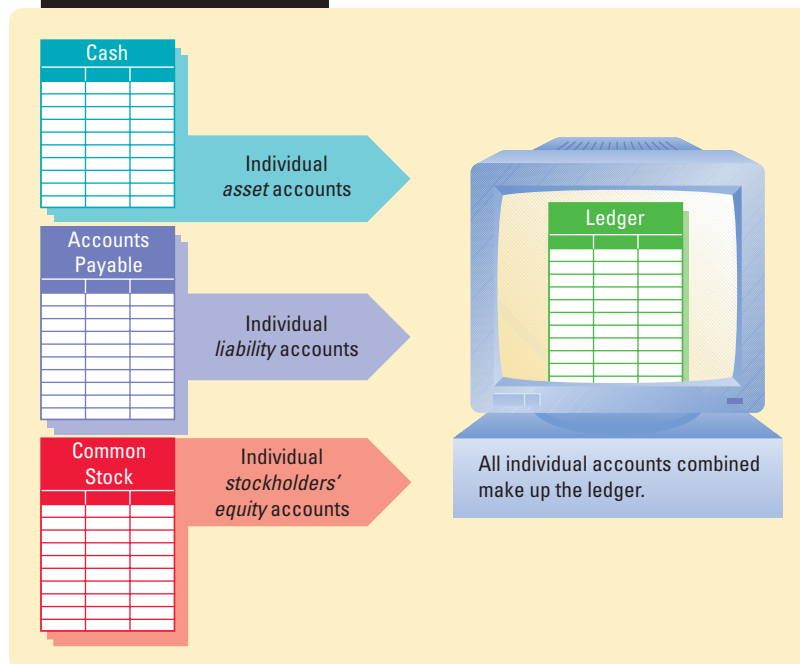 Cash
Individual
asset accounts
Accounts
Payable
Individual
liability accounts
Common
Stock
Individual
stockholders’
equity accounts
Ledger
All individual accounts combined
make up the ledger.